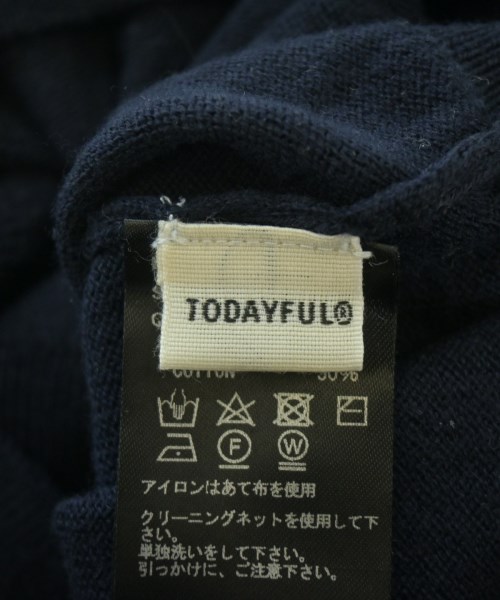 TODAYFUL®
COTTON 50%
F W
アイロンはあて布を使用
クリーニングネットを使用して下
さい。
単独洗いをして下さい。
引っかけに、ご注意下さい。